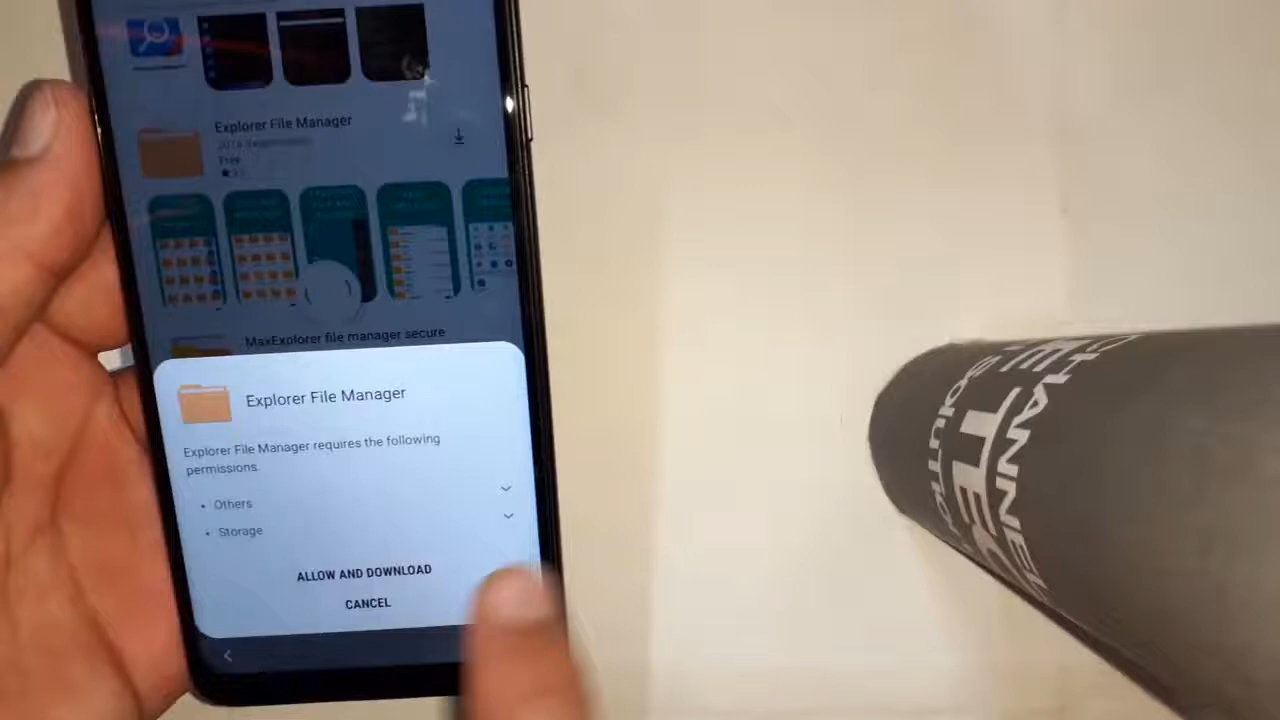 Explorer File Manager
Free
MaxExplorer file manager secure
Explorer File Manager
Explorer File Manager requires the following
permissions.
• Others
• Storage
ALLOW AND DOWNLOAD
CANCEL
CHANNEL